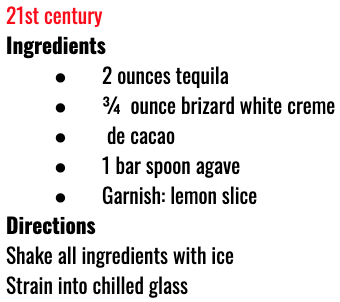 21st century
Ingredients
● 2 ounces tequila
● ¾ ounce brizard white creme
● de cacao
● 1 bar spoon agave
● Garnish: lemon slice
Directions
Shake all ingredients with ice
Strain into chilled glass